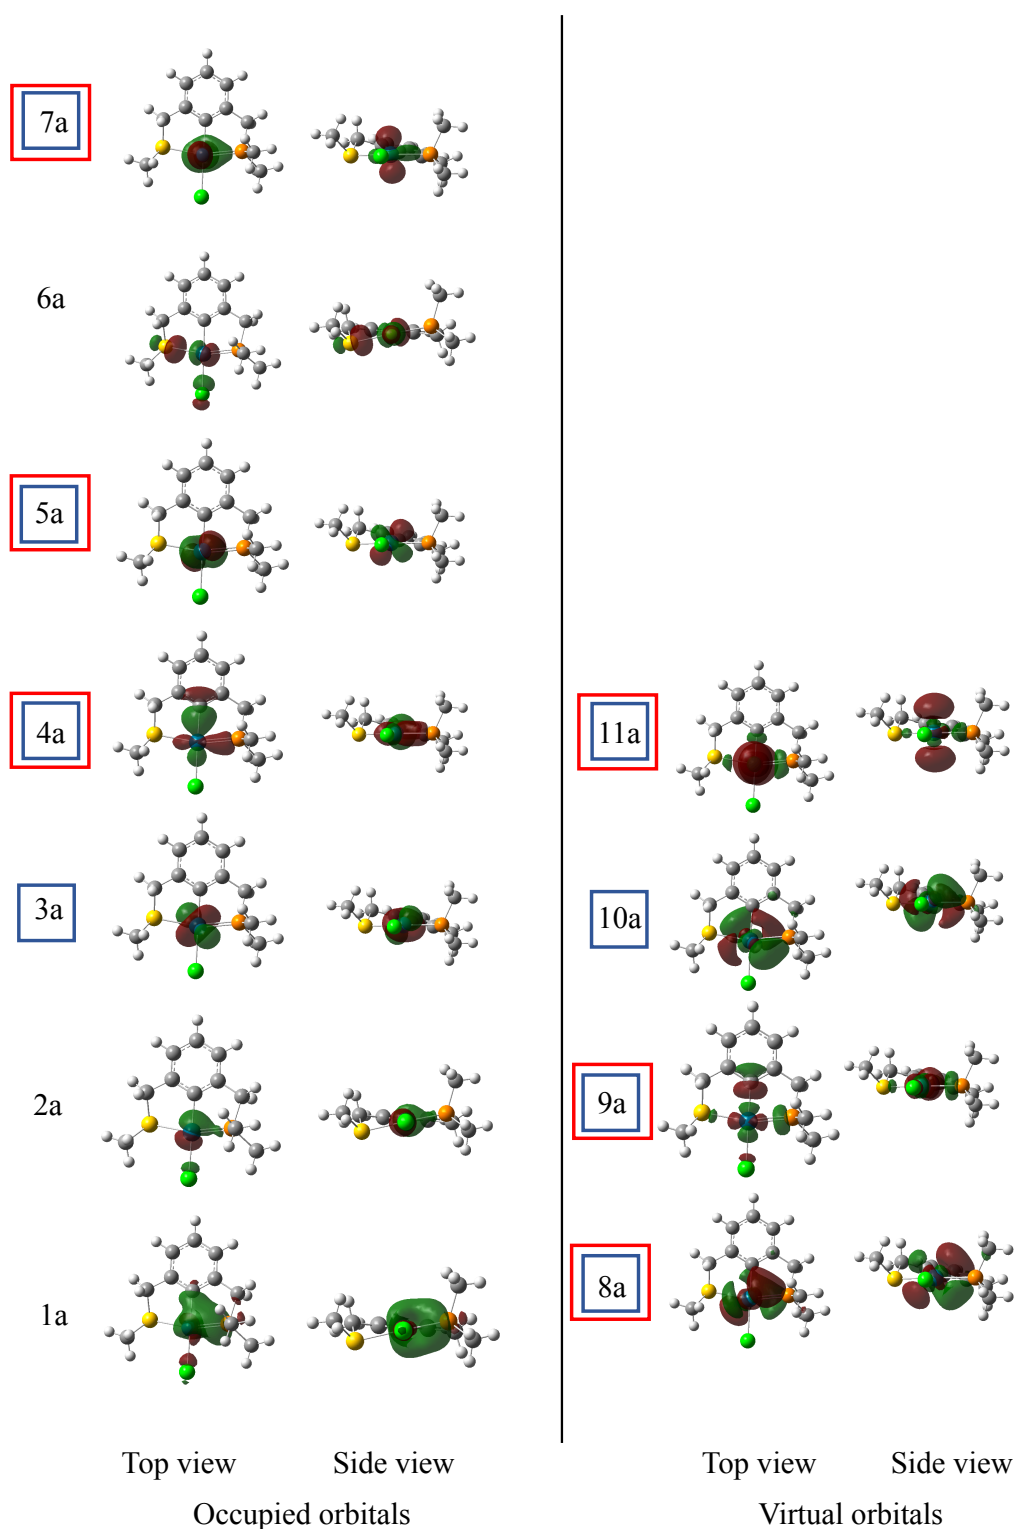 7a
6a
5a
4a
3a
2a
1a
11a
10a
9a
8a
Top view Side view
Occupied orbitals
Top view Side view
Virtual orbitals